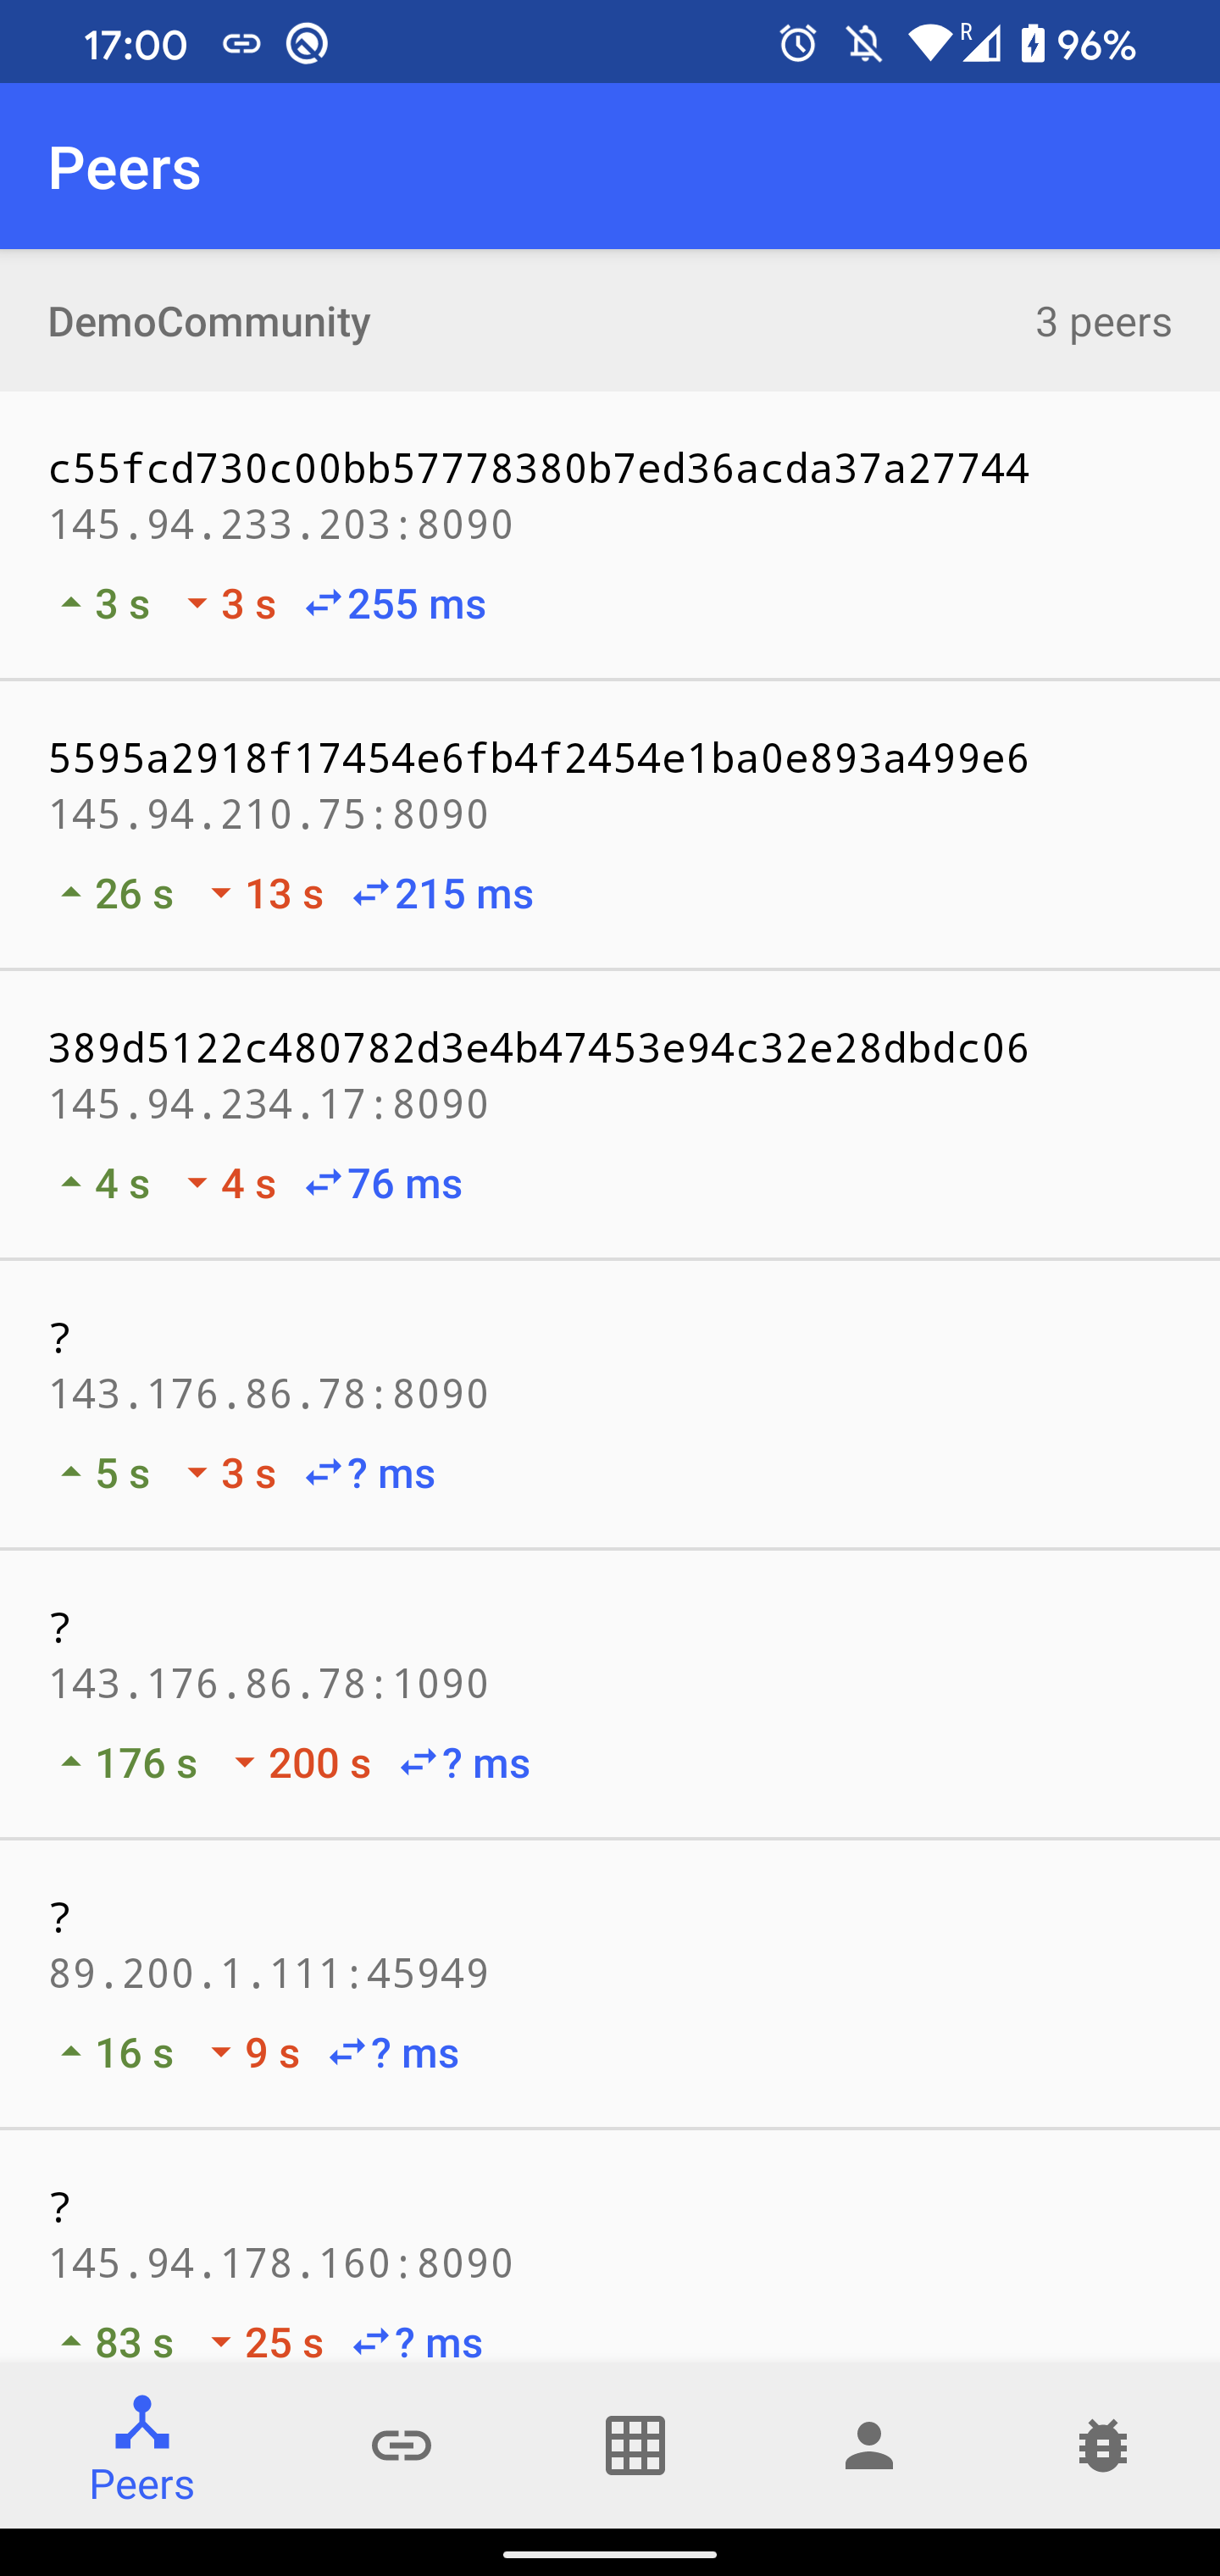 17:00
R
96%
Peers
DemoCommunity
3 peers
c55fcd730c00bb57778380b7ed36acda37a27744
145.94.233.203:8090
3 s 3 s 255 ms
5595a2918f17454e6fb4f2454e1ba0e893a499e6
145.94.210.75:8090
26 s 13 s 215 ms
389d5122c480782d3e4b47453e94c32e28dbdc06
145.94.234.17:8090
4 s 4 s 76 ms
?
143.176.86.78:8090
5 s 3 s ? ms
?
143.176.86.78:1090
176 s 200 s ? ms
?
89.200.1.111:45949
16 s 9 s ? ms
?
145.94.178.160:8090
83 s 25 s ? ms
Peers